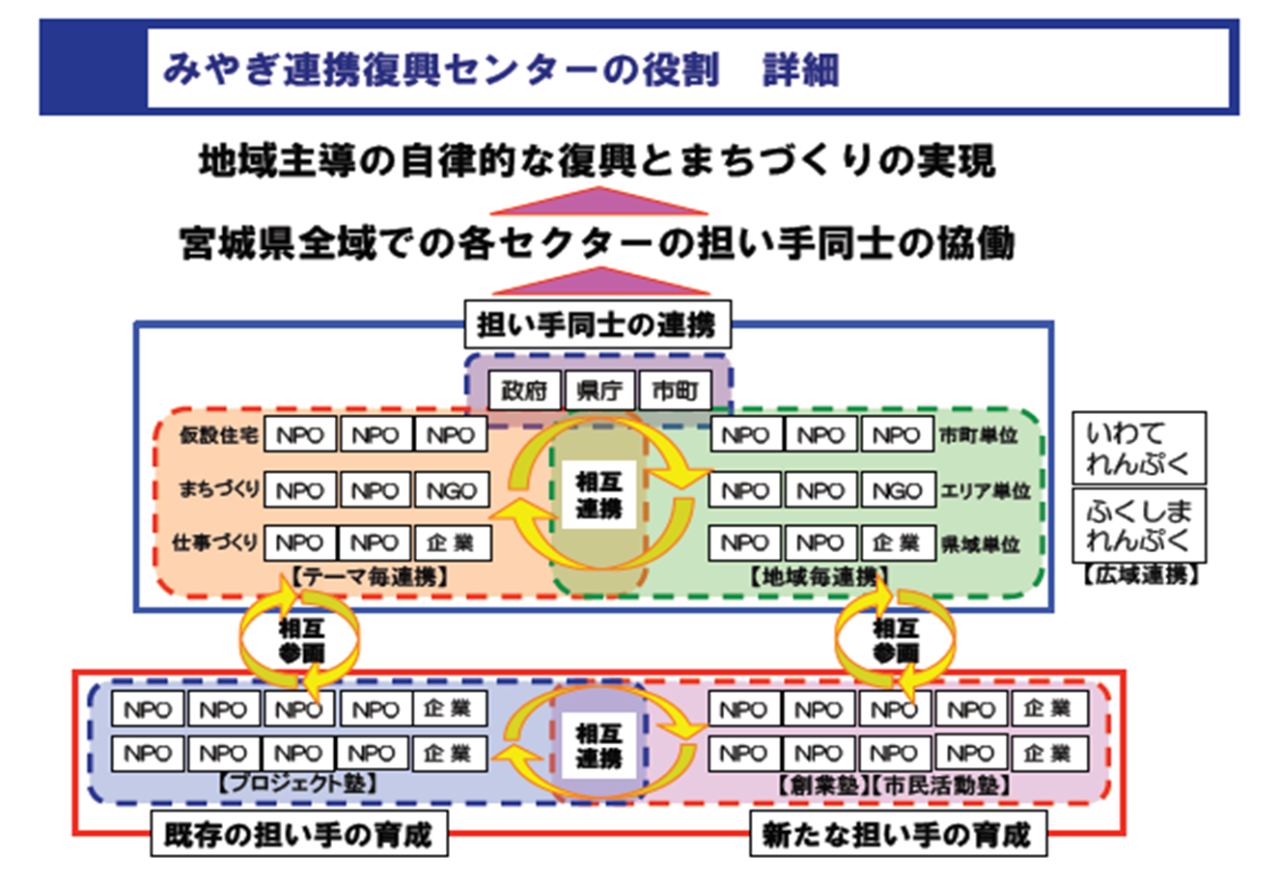 みやぎ連携復興センターの役割　詳細
地域主導の自律的な復興とまちづくりの実現
宮城県全域での各セクターの担い手同士の協働
担い手同士の連携
政府 県庁 市町
仮設住宅 NPO NPO NPO
まちづくり NPO NPO NGO
仕事づくり NPO NPO 企業
【テーマ毎連携】
相互
連携
NPO NPO NPO 市町単位
NPO NPO NGO エリア単位
NPO NPO 企業 県域単位
【地域毎連携】
いわて
れんぷく
ふくしま
れんぷく
【広域連携】
相互
参画
相互
参画
NPO NPO NPO NPO 企業
NPO NPO NPO NPO 企業
【プロジェクト塾】
相互
連携
NPO NPO NPO NPO 企業
NPO NPO NPO NPO 企業
【創業塾】【市民活動塾】
既存の担い手の育成
新たな担い手の育成